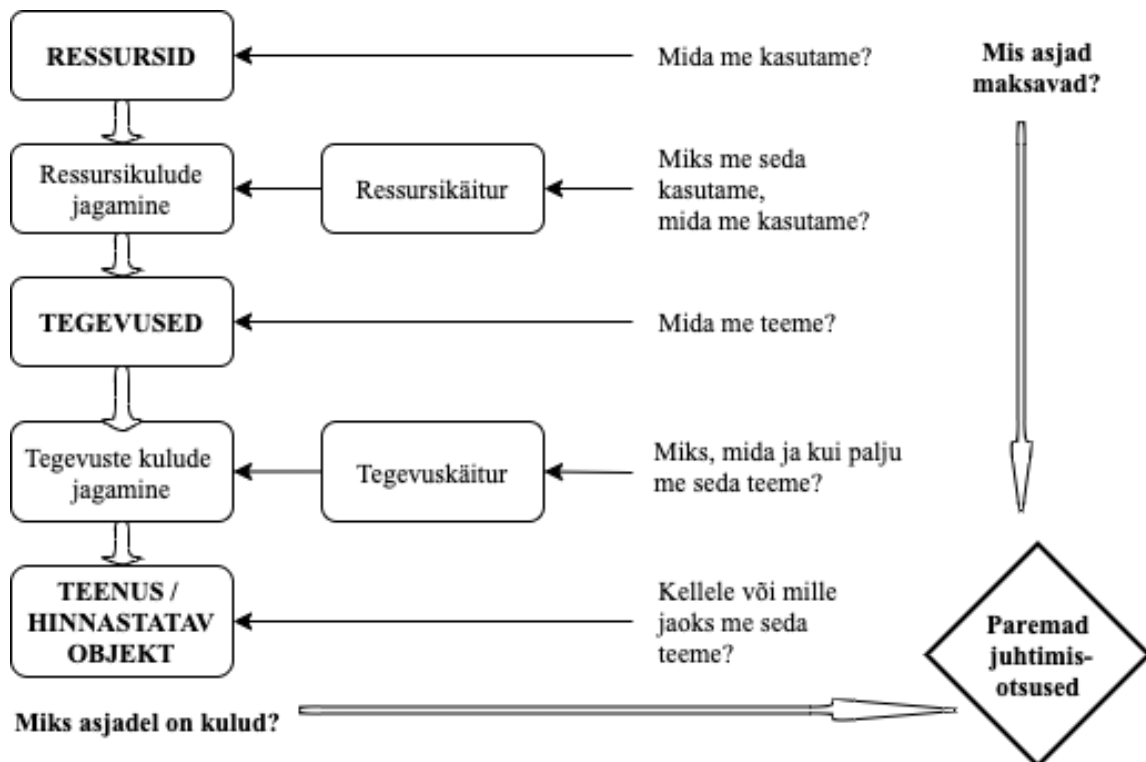 RESSURSID
Mida me kasutame?
Mis asjad
maksavad?
Ressursikulude
jagamine
Ressursikäitur
Miks me seda
kasutame,
mida me kasutame?
TEGEVUSED
Mida me teeme?
Tegevuste kulude
jagamine
Tegevuskäitur
Miks, mida ja kui palju
me seda teeme?
TEENUS /
HINNASTATAV
OBJEKT
Kellele või mille
jaoks me seda
teeme?
Paremad
juhtimis-
otsused
Miks asjadel on kulud?